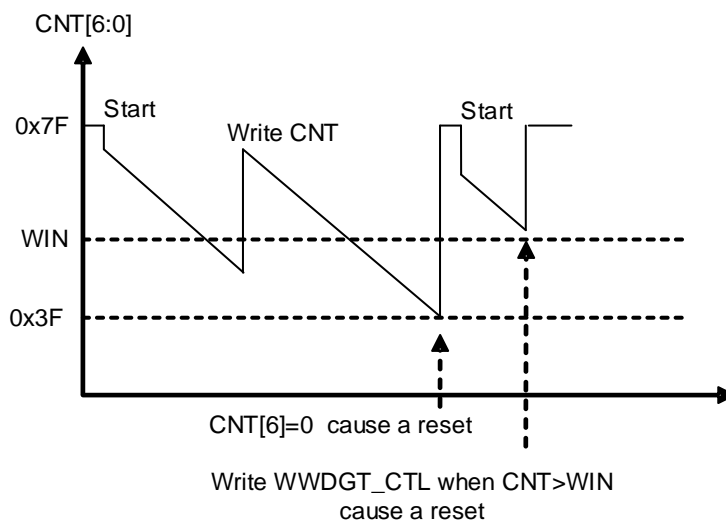 CNT[6:0]
0x7F
Start
Write CNT
Start
WIN
0x3F
CNT[6]=0 cause a reset
Write WWDGT_CTL when CNT>WIN
cause a reset